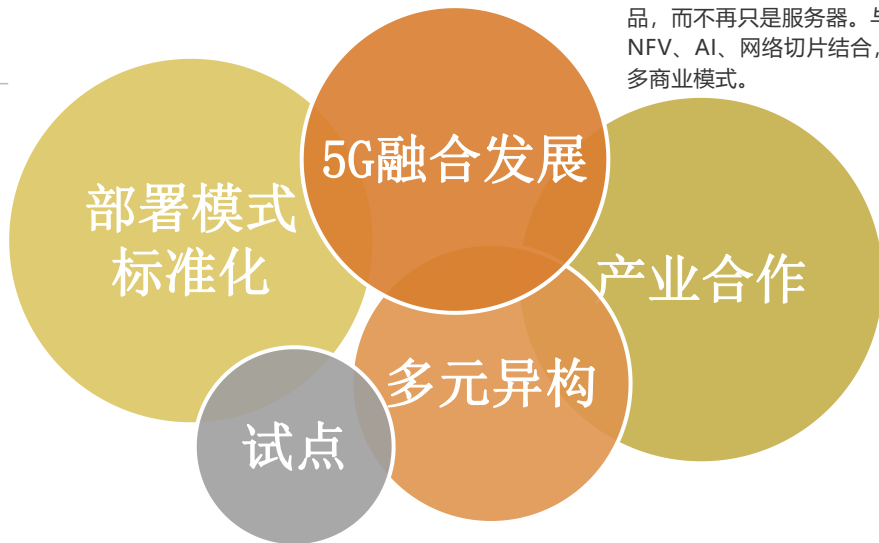 品，而不再只是服务器。与
NFV、AI、网络切片结合，
多商业模式。
5G融合发展
部署模式
标准化
产业合作
多元异构
试点